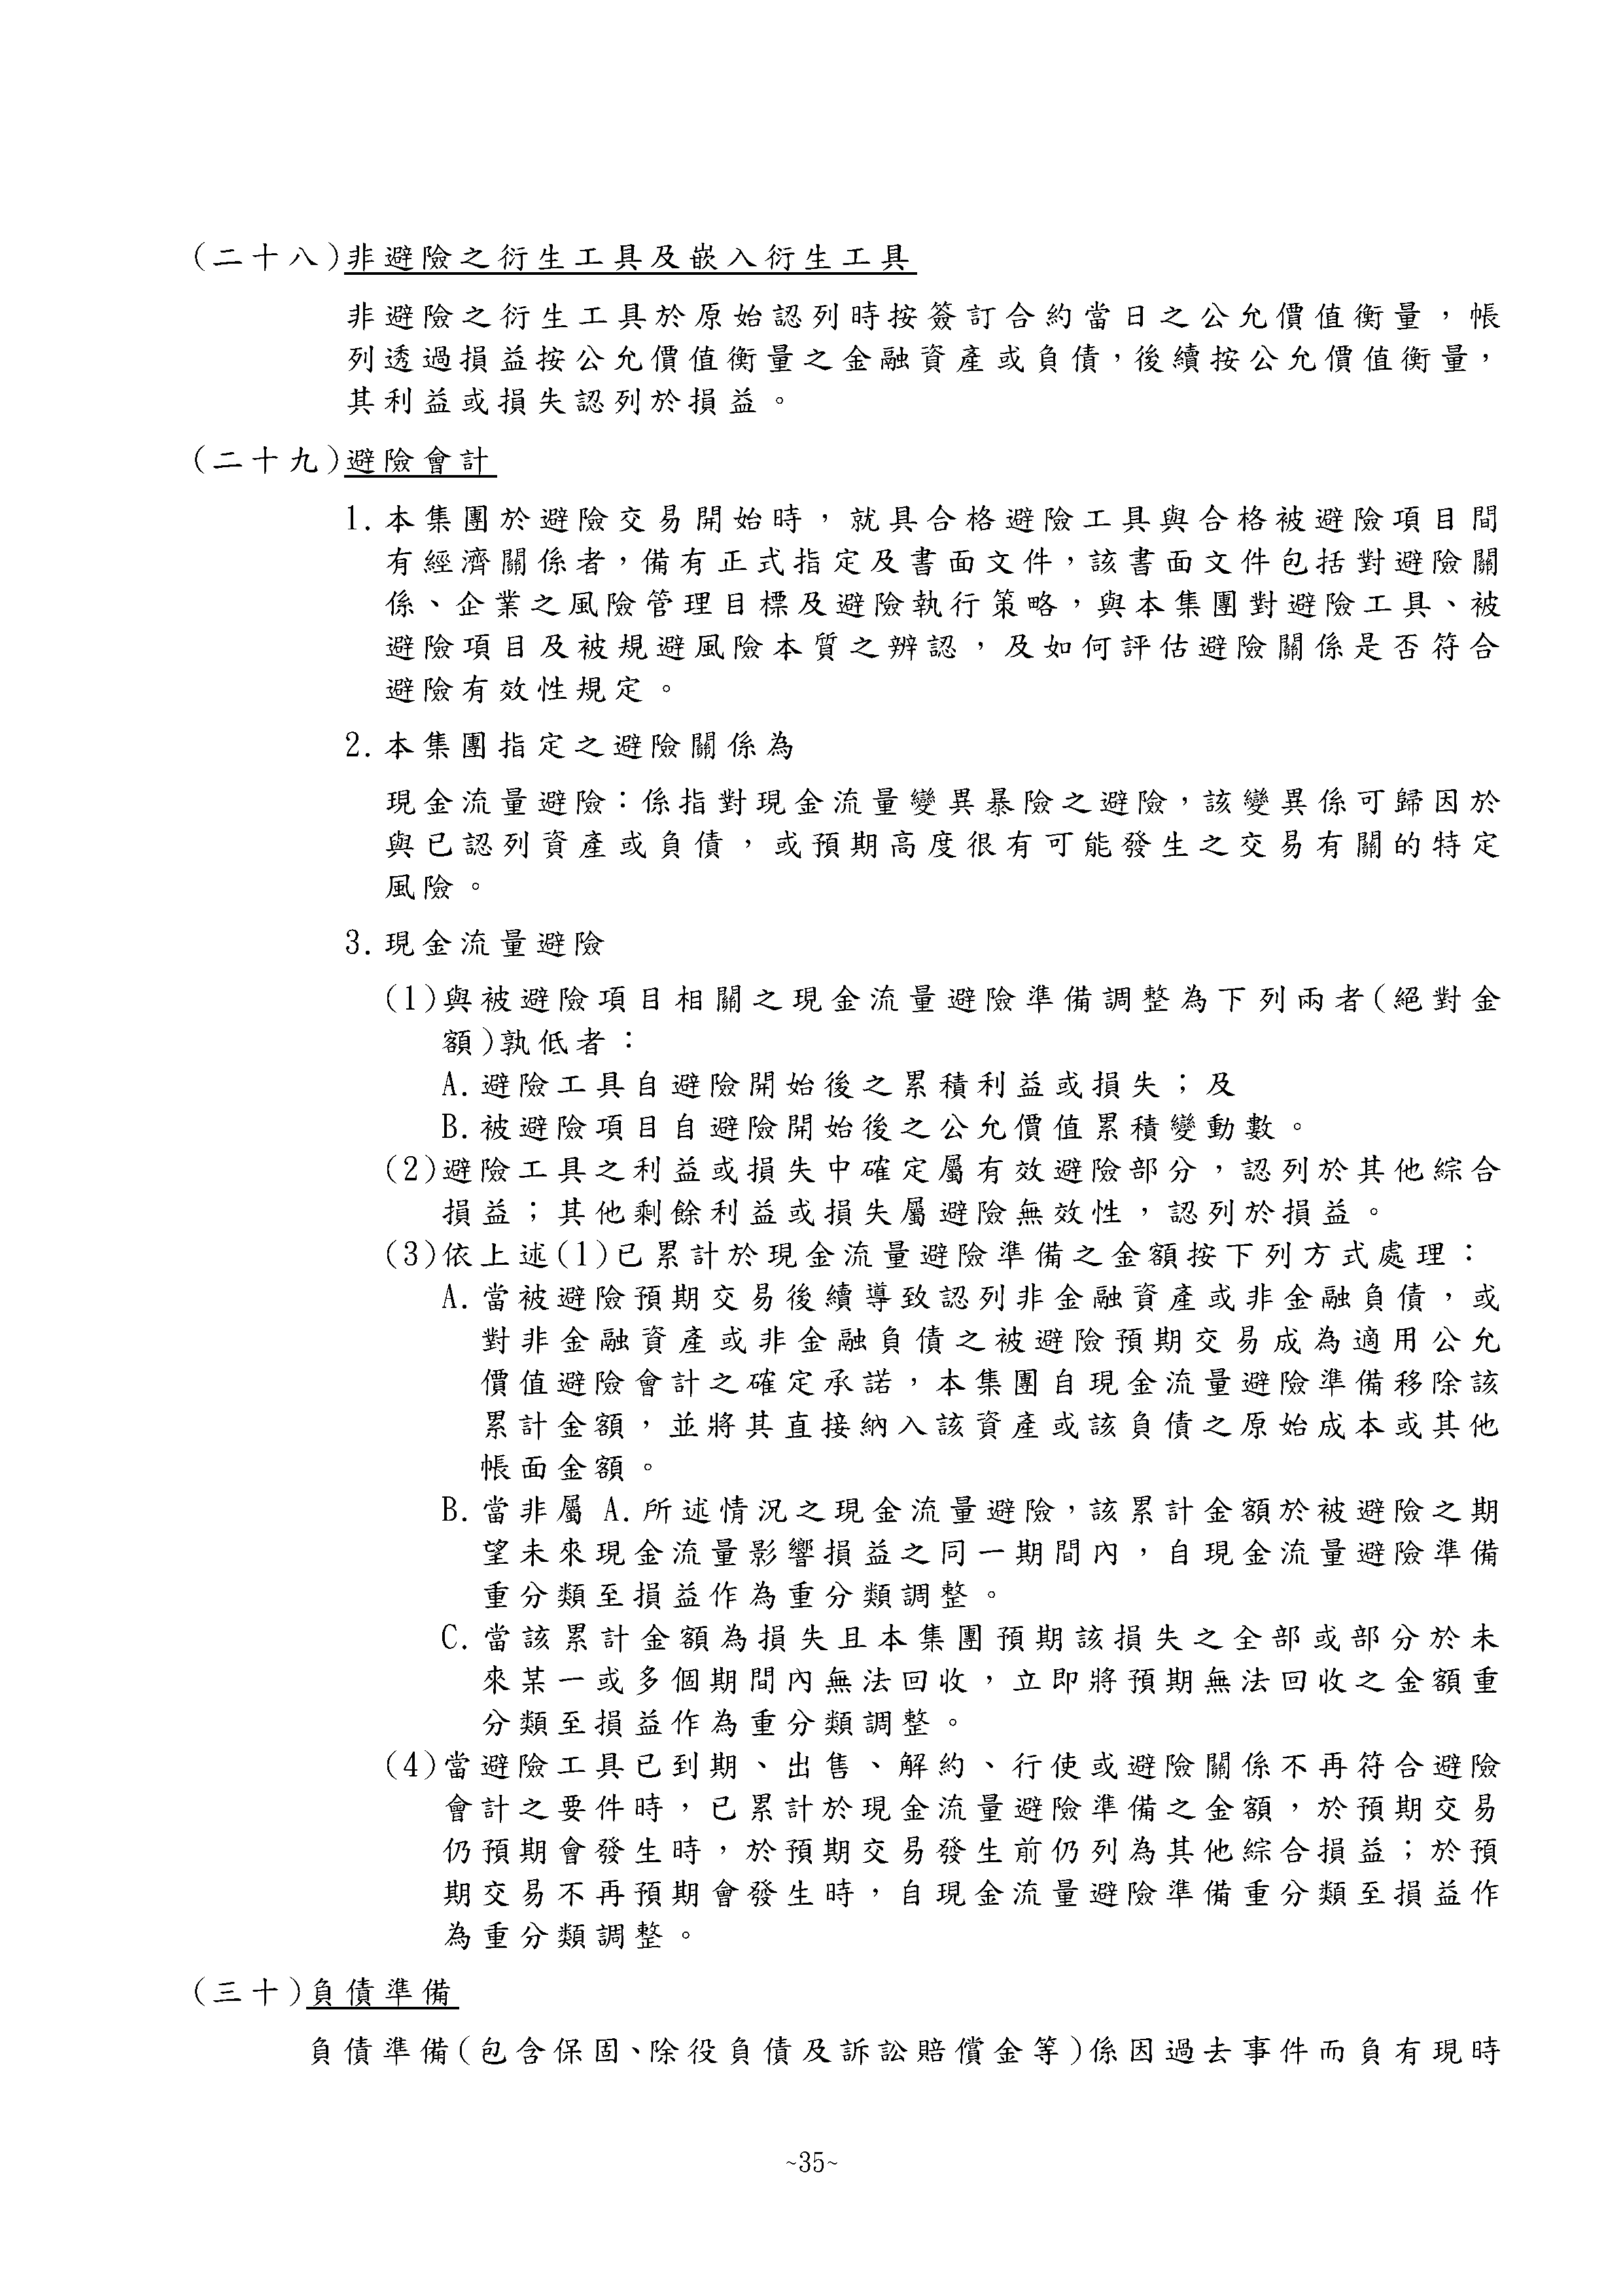 (二十八)非避險之衍生工具及嵌入衍生工具
非避險之衍生工具於原始認列時按簽訂合約當日之公允價值衡量，帳
列透過損益按公允價值衡量之金融資產或負債，後續按公允價值衡量，
其利益或損失認列於損益。
(二十九)避險會計
1.本集團於避險交易開始時，就具合格避險工具與合格被避險項目間
有經濟關係者，備有正式指定及書面文件，該書面文件包括對避險關
係、企業之風險管理目標及避險執行策略，與本集團對避險工具、被
避險項目及被規避風險本質之辨認，及如何評估避險關係是否符合
避險有效性規定。
2.本集團指定之避險關係為
現金流量避險：係指對現金流量變異暴險之避險，該變異係可歸因於
與已認列資產或負債，或預期高度很有可能發生之交易有關的特定
風險。
3.現金流量避險
(1)與被避險項目相關之現金流量避險準備調整為下列兩者(絕對金
額)孰低者：
A.避險工具自避險開始後之累積利益或損失；及
B.被避險項目自避險開始後之公允價值累積變動數。
(2)避險工具之利益或損失中確定屬有效避險部分，認列於其他綜合
損益；其他剩餘利益或損失屬避險無效性，認列於損益。
(3)依上述(1)已累計於現金流量避險準備之金額按下列方式處理：
A.當被避險預期交易後續導致認列非金融資產或非金融負債，或
對非金融資產或非金融負債之被避險預期交易成為適用公允
價值避險會計之確定承諾，本集團自現金流量避險準備移除該
累計金額，並將其直接納入該資產或該負債之原始成本或其他
帳面金額。
B.當非屬 A.所述情況之現金流量避險，該累計金額於被避險之期
望未來現金流量影響損益之同一期間內，自現金流量避險準備
重分類至損益作為重分類調整。
C.當該累計金額為損失且本集團預期該損失之全部或部分於未
來某一或多個期間內無法回收，立即將預期無法回收之金額重
分類至損益作為重分類調整。
(4)當避險工具已到期、出售、解約、行使或避險關係不再符合避險
會計之要件時，已累計於現金流量避險準備之金額，於預期交易
仍預期會發生時，於預期交易發生前仍列為其他綜合損益；於預
期交易不再預期會發生時，自現金流量避險準備重分類至損益作
為重分類調整。
(三十)負債準備
負債準備(包含保固、除役負債及訴訟賠償金等)係因過去事件而負有現時
~35~